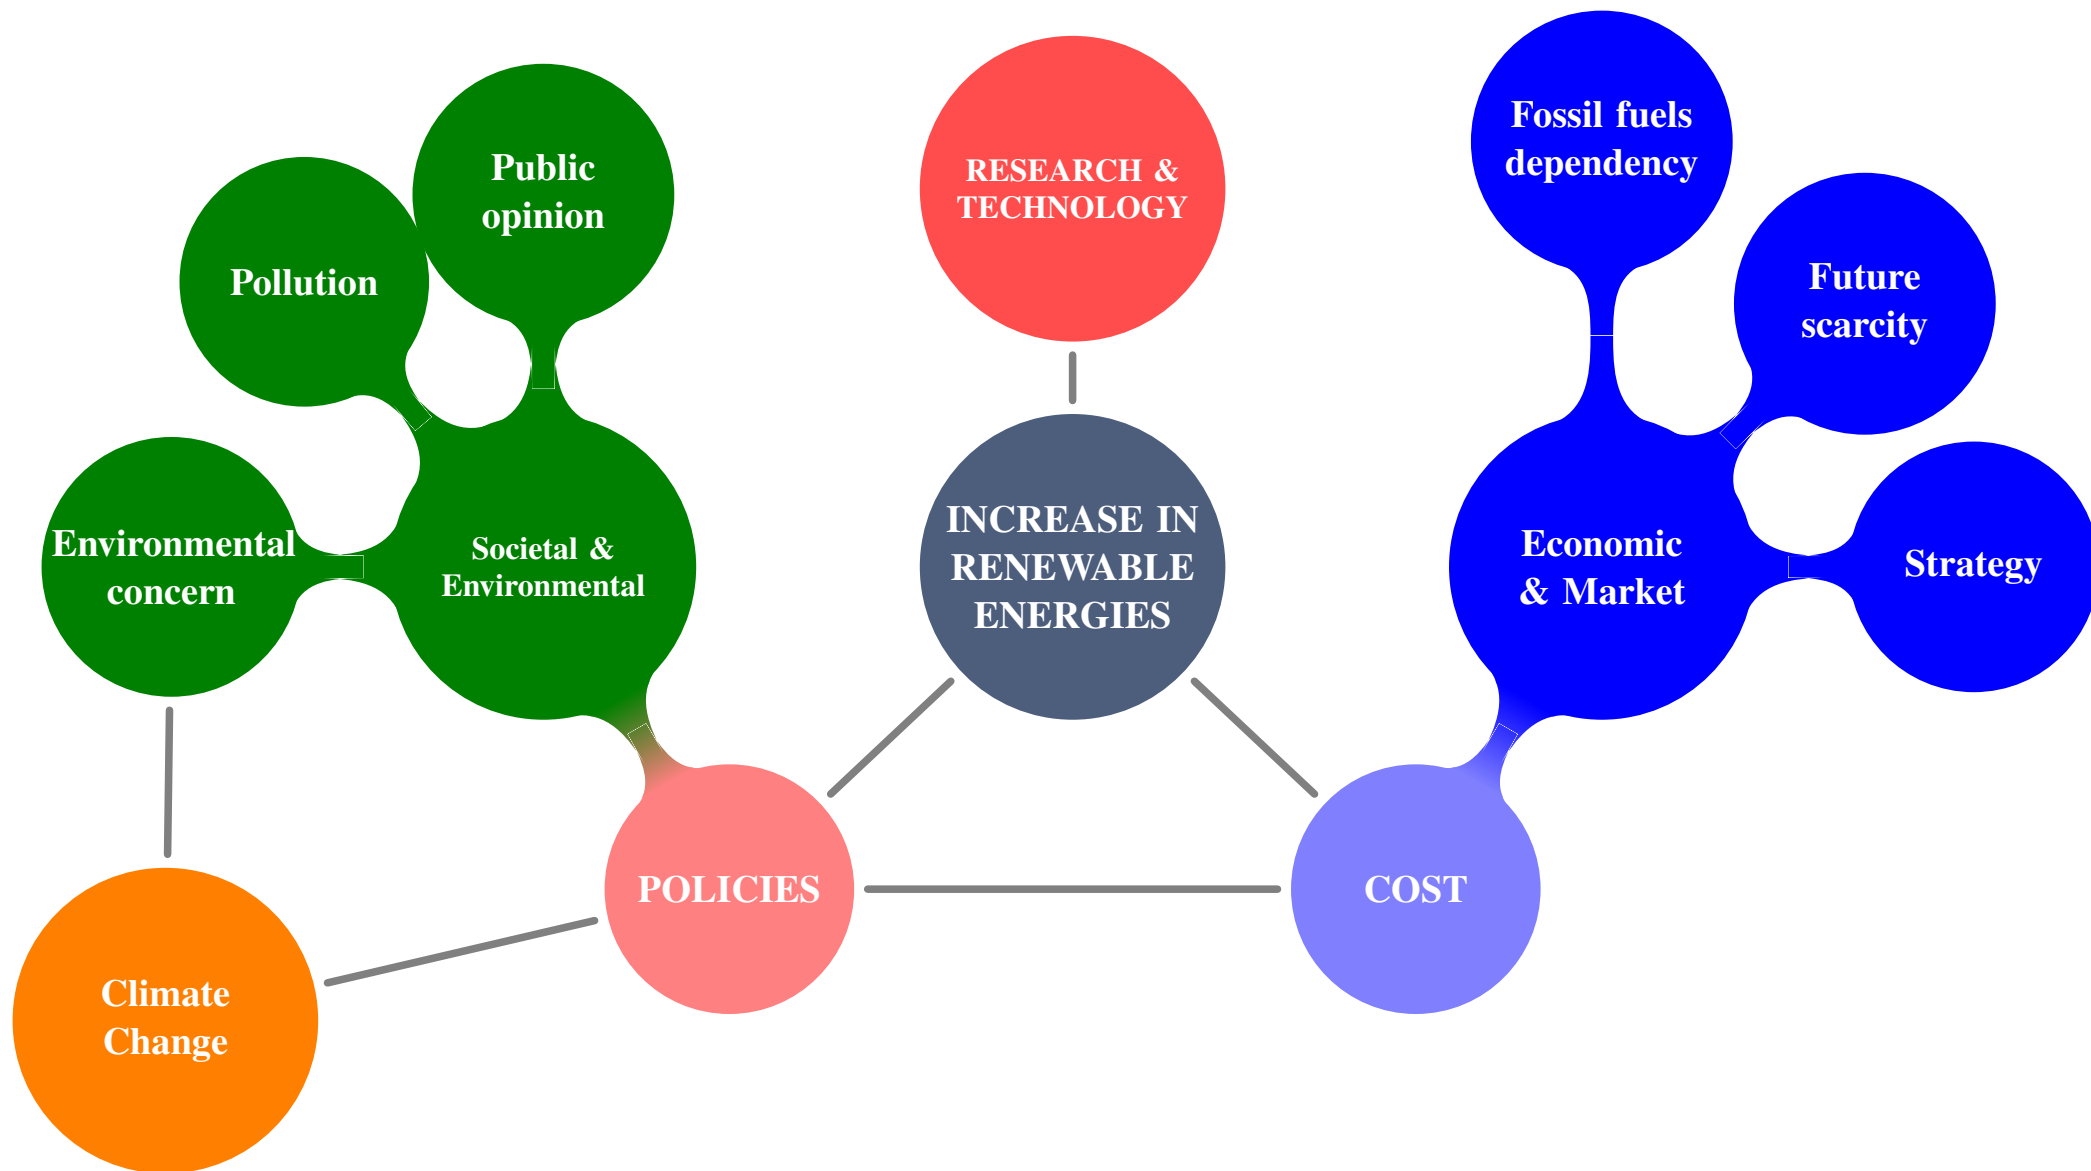 Public
opinion
Pollution
Environmental
concern
Societal &
Environmental
RESEARCH &
TECHNOLOGY
INCREASE IN
RENEWABLE
ENERGIES
Fossil fuels
dependency
Future
scarcity
Economic
& Market
Strategy
POLICIES
COST
Climate
Change